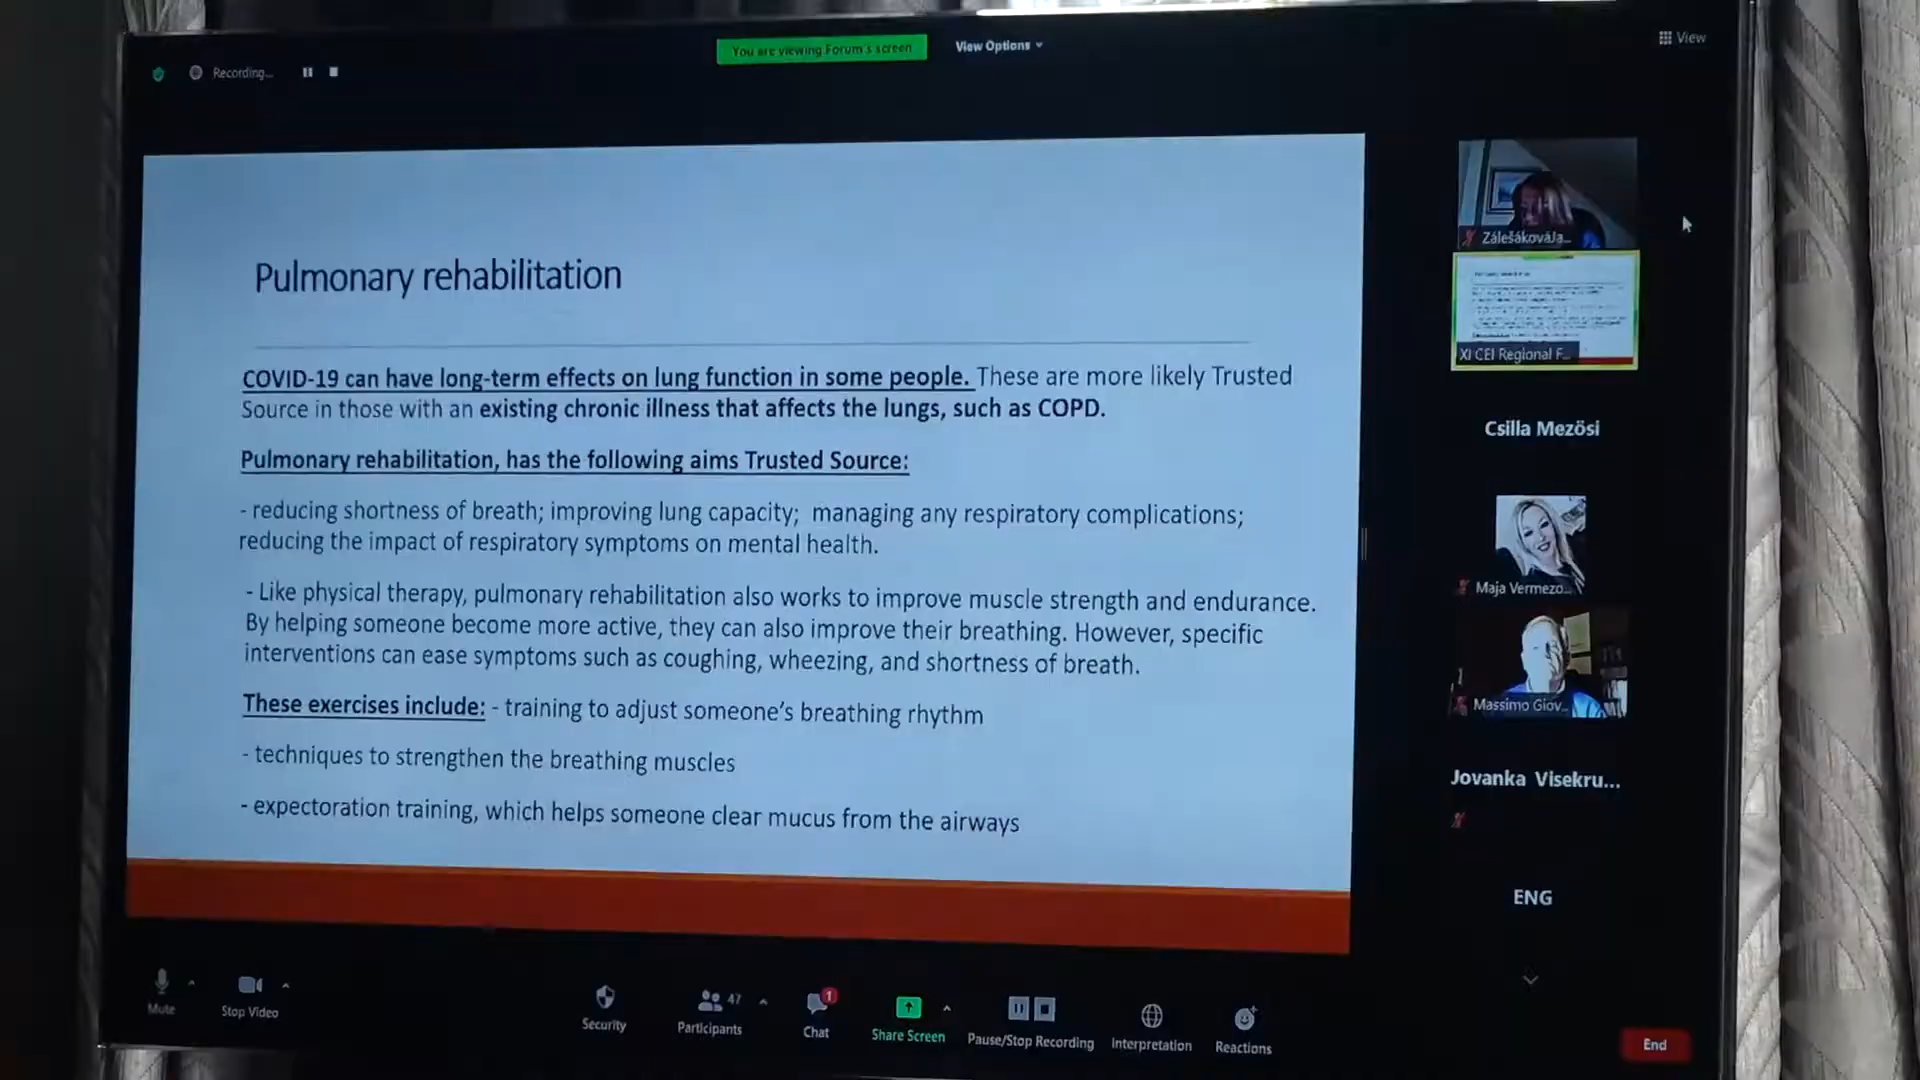 Recording...
You are viewing Forum's screen
View Options
View
Pulmonary rehabilitation
COVID-19 can have long-term effects on lung function in some people. These are more likely Trusted
Source in those with an existing chronic illness that affects the lungs, such as COPD.
Pulmonary rehabilitation, has the following aims Trusted Source:
- reducing shortness of breath; improving lung capacity; managing any respiratory complications;
reducing the impact of respiratory symptoms on mental health.
- Like physical therapy, pulmonary rehabilitation also works to improve muscle strength and endurance.
By helping someone become more active, they can also improve their breathing. However, specific
interventions can ease symptoms such as coughing, wheezing, and shortness of breath.
These exercises include: - training to adjust someone's breathing rhythm
- techniques to strengthen the breathing muscles
- expectoration training, which helps someone clear mucus from the airways
ZálešákováJa...
XI CEI Regional F...
Csilla Mezősi
Maja Vermezo...
Massimo Giov...
Jovanka Visekru...
ENG
Mute
Stop Video
Security
47
Participants
1
Chat
Share Screen
Pause/Stop Recording
Interpretation
Reactions
End